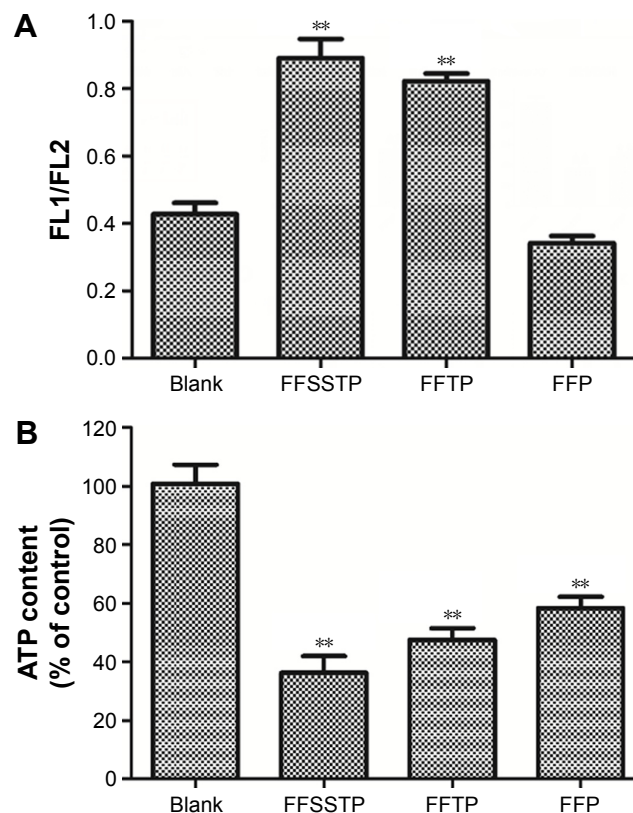 A
FL1/FL2
1.0
0.8
0.6
0.4
0.2
0.0
**
**
Blank
FFSSTP
FFTP
FFP
B
ATP content
(% of control)
120
100
80
60
40
20
0
**
**
**
Blank
FFSSTP
FFTP
FFP